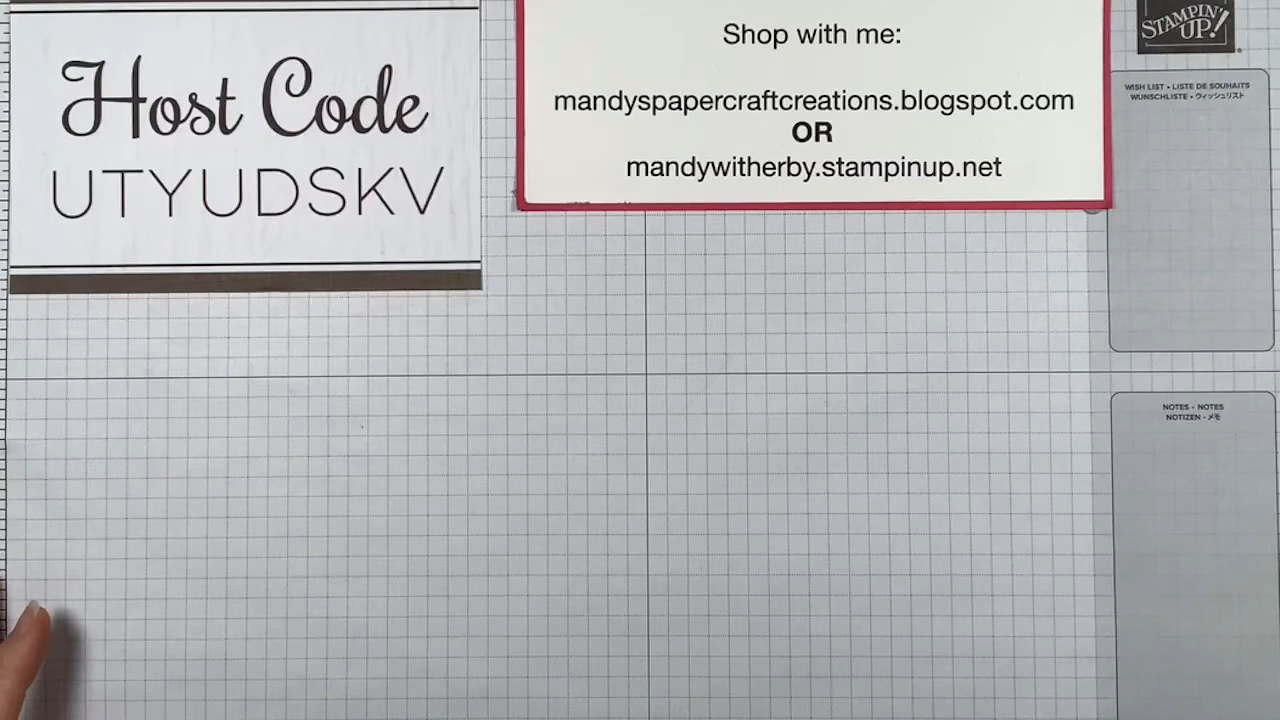 Host Code
UTYUDSKV
Shop with me:
mandyspapercraftcreations.blogspot.com
OR
mandywitherby.stampinup.net
STAMPIN'
UP!
WISH LIST • LISTE DE SOUHAITS
WUNSCHLISTE • ウィッシュリスト
NOTES • NOTES
NOTIZEN • メモ